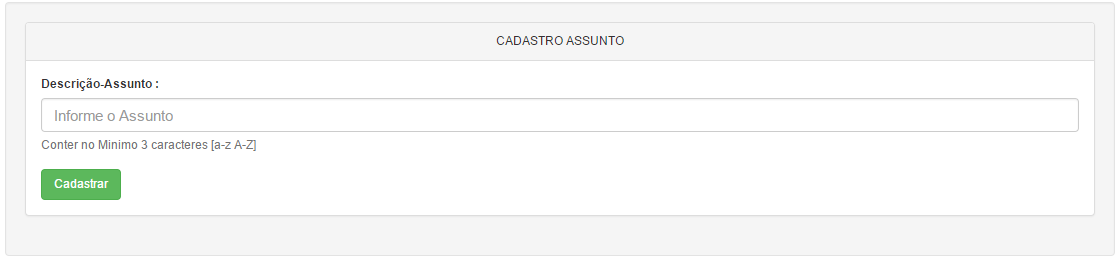 CADASTRO ASSUNTO
Descrição-Assunto :
Informe o Assunto
Conter no Minimo 3 caracteres [a-z A-Z]
Cadastrar